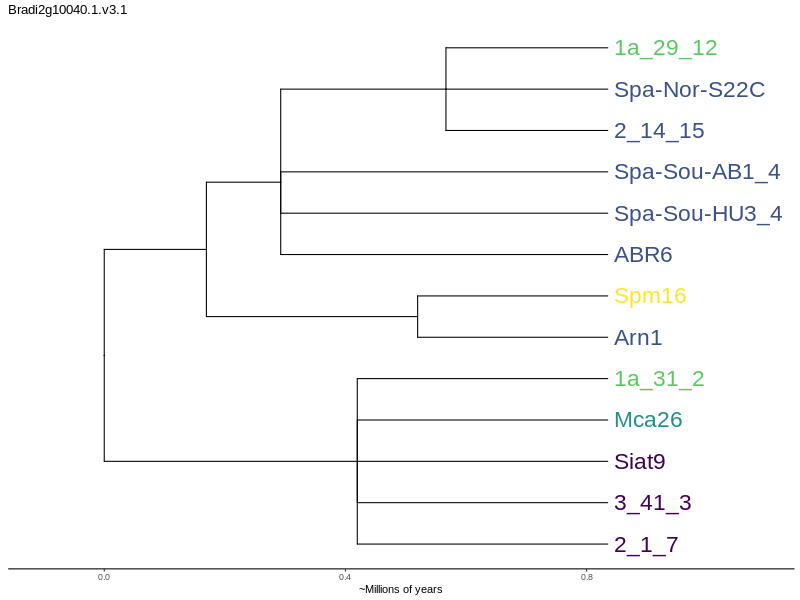 Bradi2g10040.1.v3.1
1a_29_12
Spa-Nor-S22C
2_14_15
Spa-Sou-AB1_4
Spa-Sou-HU3_4
ABR6
Spm16
Arn1
1a_31_2
Mca26
Siat9
3_41_3
2_1_7
0.0 0.4 0.8
~Millions of years